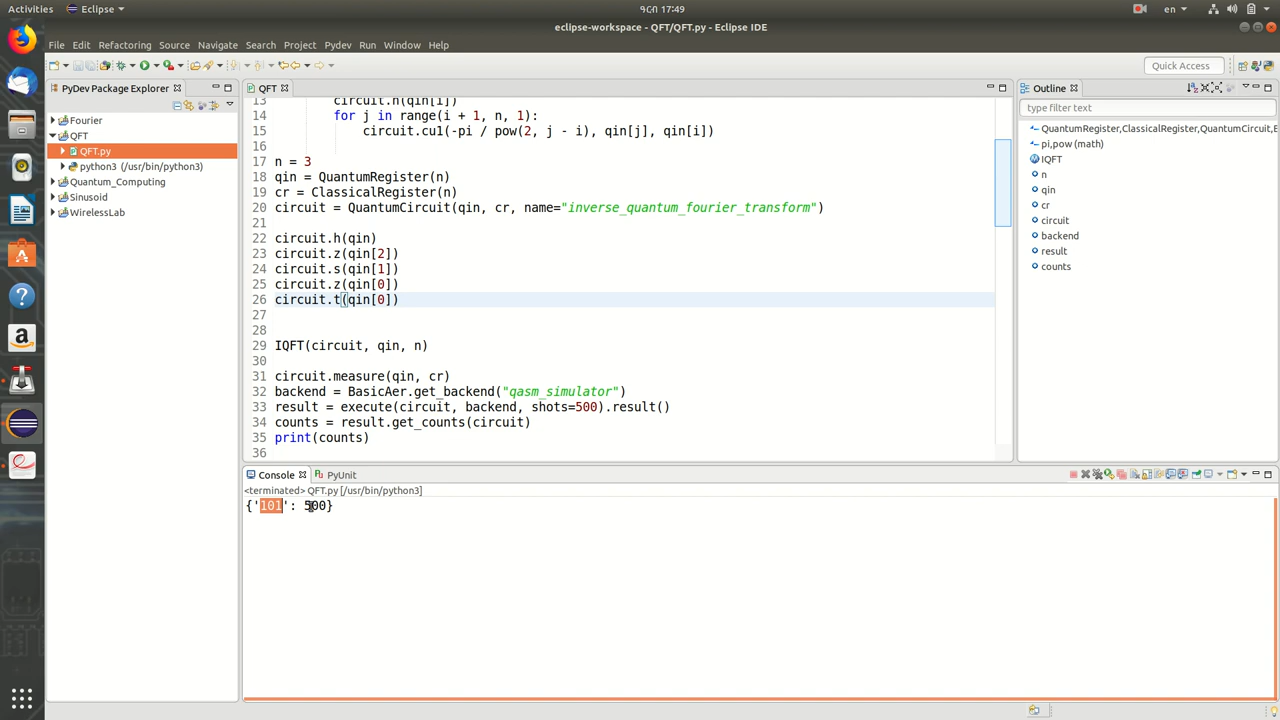 Activities Eclipse ▾ ყირ 17:49 en
eclipse-workspace - QFT/QFT.py - Eclipse IDE
File Edit Refactoring Source Navigate Search Project Pydev Run Window Help
Quick Access
PyDev Package Explorer
Fourier
QFT
QFT.py
python3 (/usr/bin/python3)
Quantum_Computing
Sinusoid
WirelessLab
QFT
13 circuit.h(qin[i])
14 for j in range(i + 1, n, 1):
15 circuit.cu1(-pi / pow(2, j - i), qin[j], qin[i])
16
17 n = 3
18 qin = QuantumRegister(n)
19 cr = ClassicalRegister(n)
20 circuit = QuantumCircuit(qin, cr, name="inverse_quantum_fourier_transform")
21
22 circuit.h(qin)
23 circuit.z(qin[2])
24 circuit.s(qin[1])
25 circuit.z(qin[0])
26 circuit.t(qin[0])
27
28
29 IQFT(circuit, qin, n)
30
31 circuit.measure(qin, cr)
32 backend = BasicAer.get_backend("qasm_simulator")
33 result = execute(circuit, backend, shots=500).result()
34 counts = result.get_counts(circuit)
35 print(counts)
36
Outline
type filter text
QuantumRegister,ClassicalRegister,QuantumCircuit,E
pi,pow (math)
IQFT
n
qin
cr
circuit
backend
result
counts
Console PyUnit
<terminated> QFT.py [/usr/bin/python3]
{'101': 500}